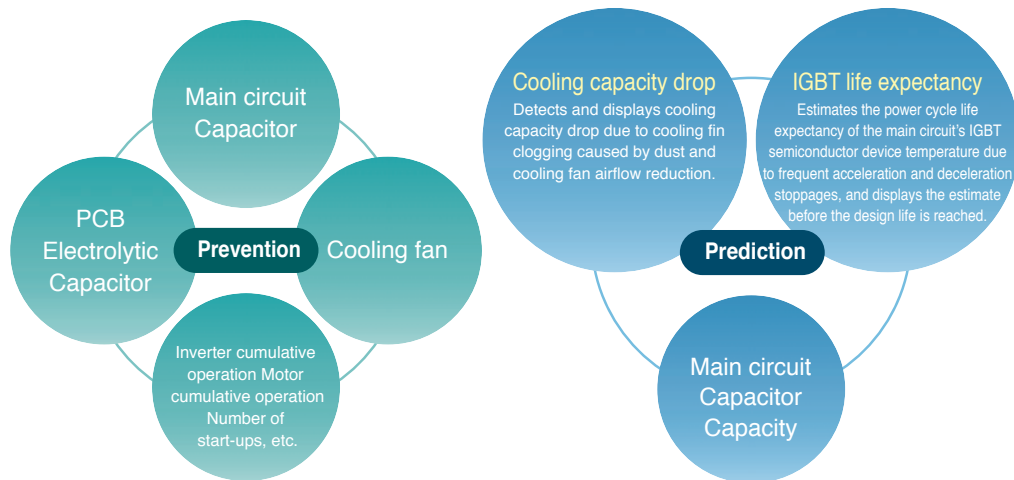 Main circuit
Capacitor
PCB
Electrolytic
Capacitor
Prevention
Cooling fan
Inverter cumulative
operation Motor
cumulative operation
Number of
start-ups, etc.
Cooling capacity drop
Detects and displays cooling
capacity drop due to cooling fin
clogging caused by dust and
cooling fan airflow reduction.
IGBT life expectancy
Estimates the power cycle life
expectancy of the main circuit's IGBT
semiconductor device temperature due
to frequent acceleration and deceleration
stoppages, and displays the estimate
before the design life is reached.
Prediction
Main circuit
Capacitor
Capacity